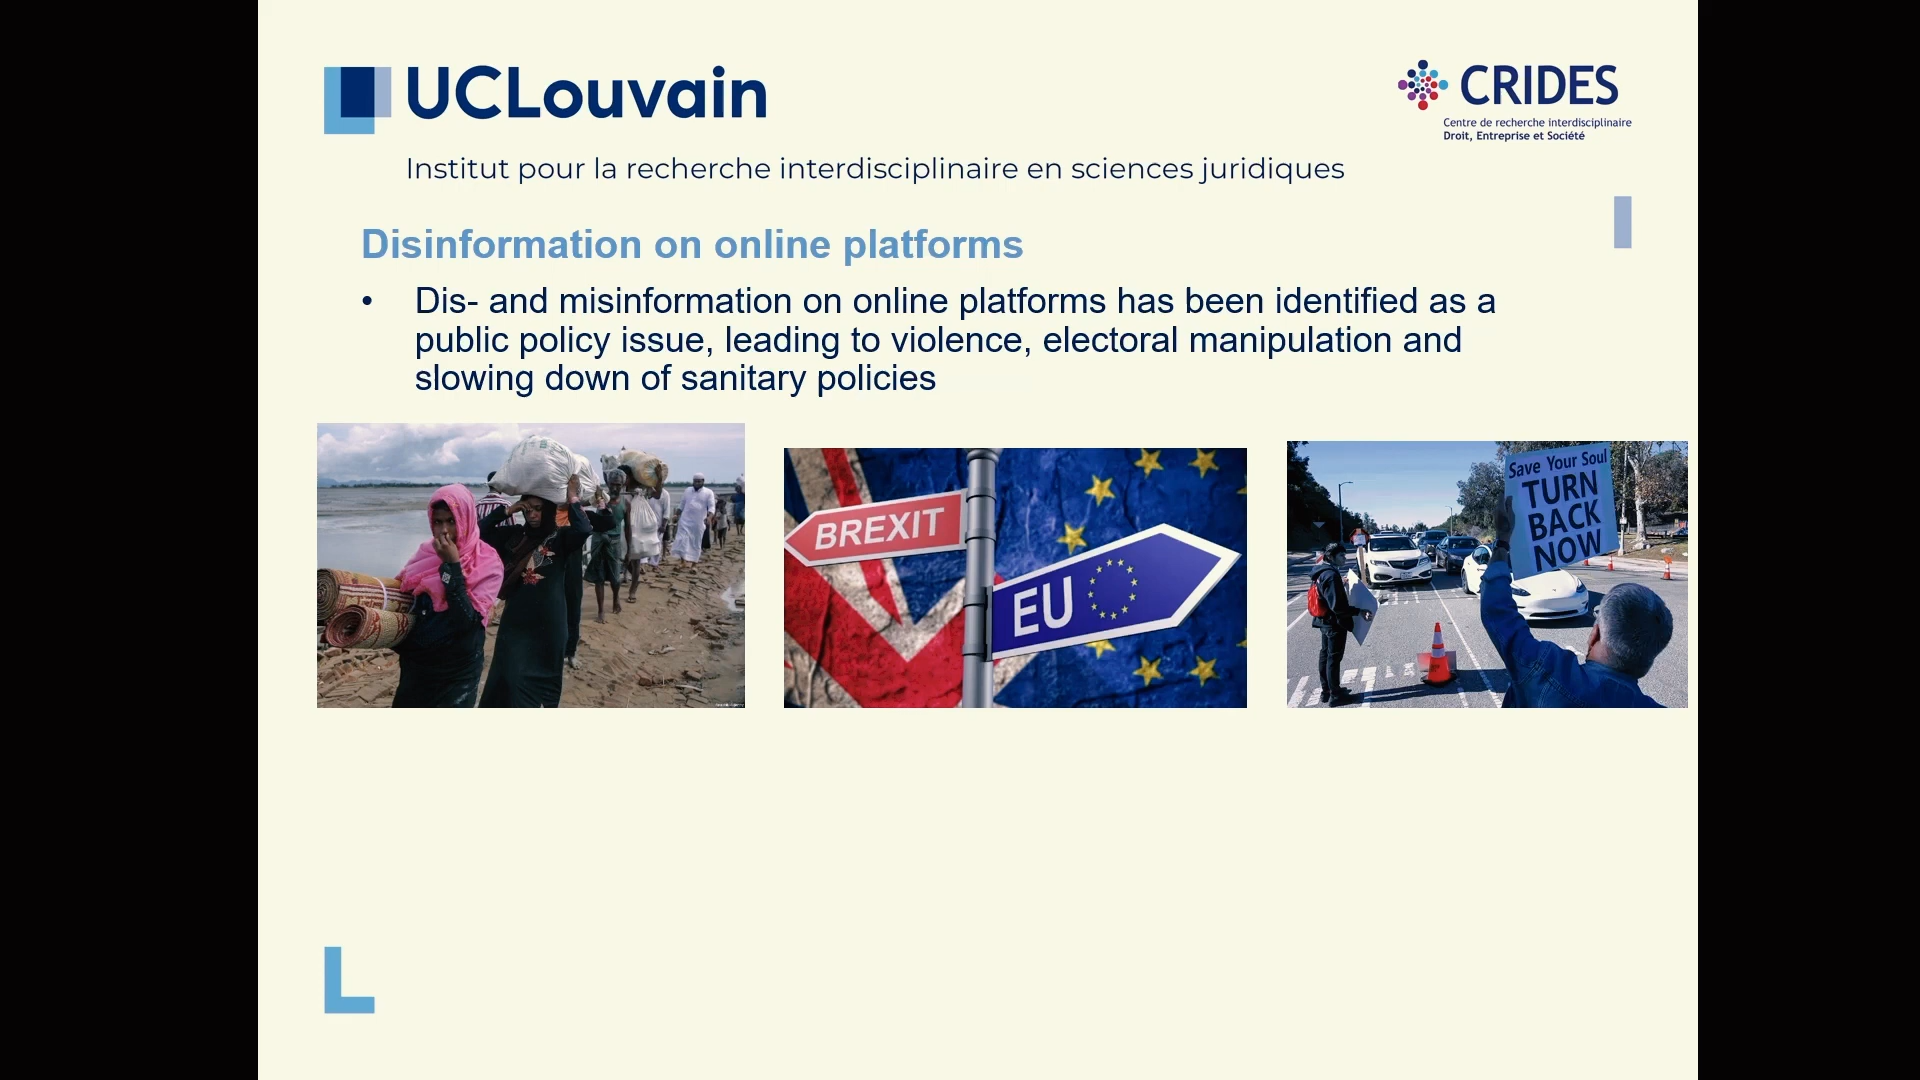 UCLouvain
CRIDES
Centre de recherche interdisciplinaire
Droit, Entreprise et Société
Institut pour la recherche interdisciplinaire en sciences juridiques
Disinformation on online platforms
• Dis- and misinformation on online platforms has been identified as a
public policy issue, leading to violence, electoral manipulation and
slowing down of sanitary policies
BREXIT
EU
Save Your Soul
TURN
BACK
NOW